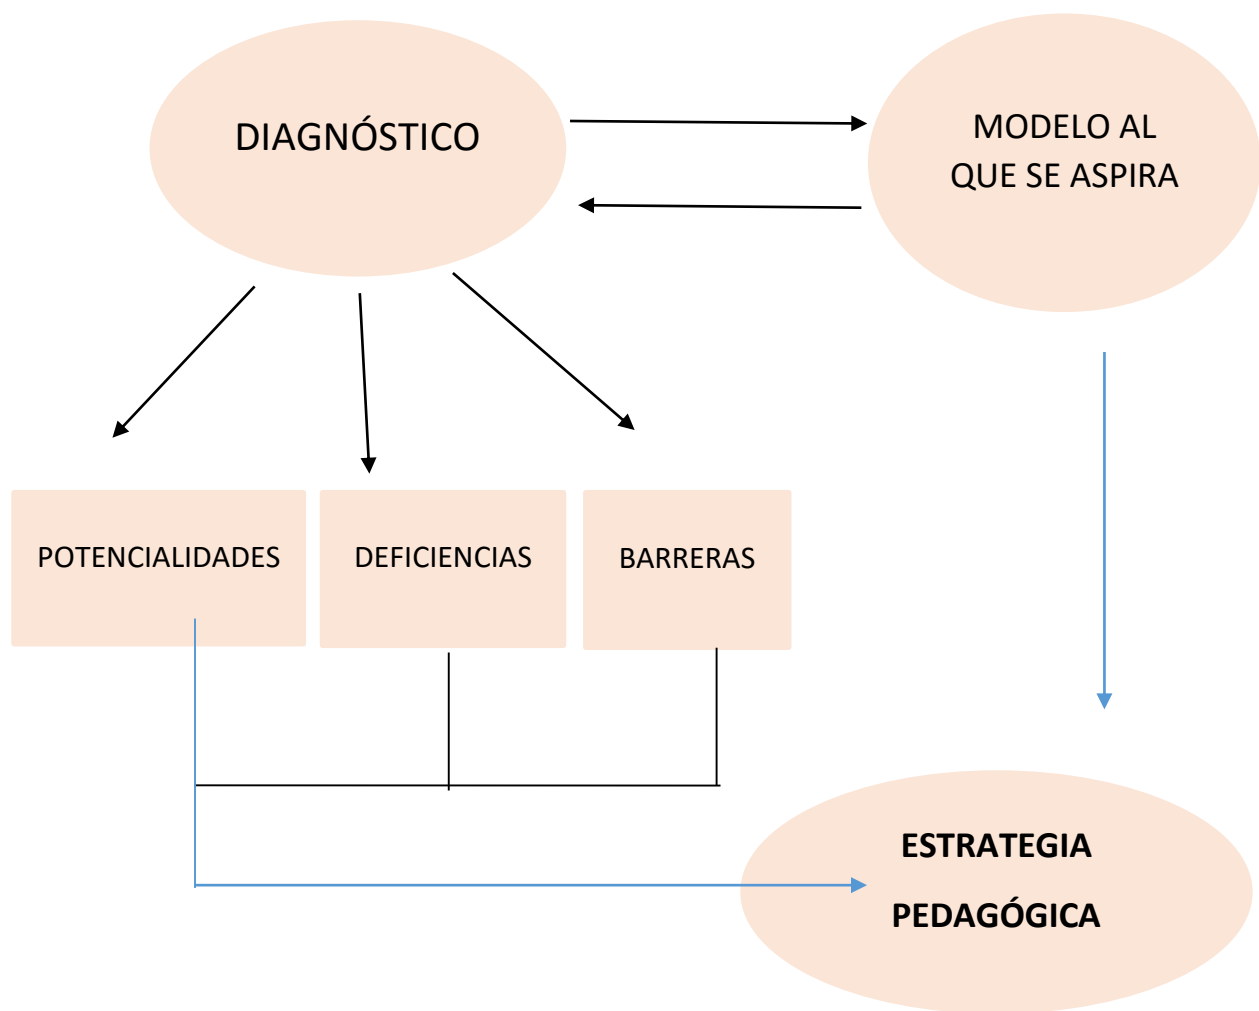 DIAGNÓSTICO
MODELO AL
QUE SE ASPIRA
POTENCIALIDADES
DEFICIENCIAS
BARRERAS
ESTRATEGIA
PEDAGÓGICA